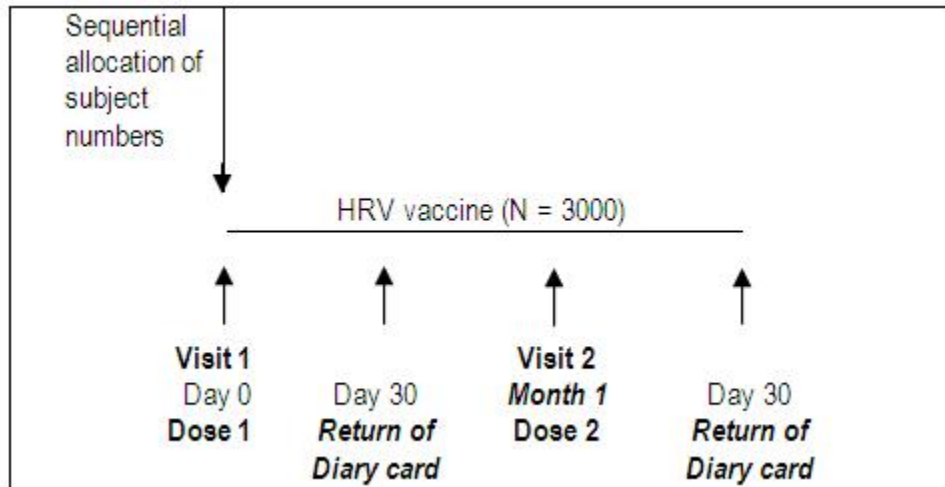 Sequential
allocation of
subject
numbers
HRV vaccine (N = 3000)
Visit 1
Day 0
Dose 1
Day 30
Return of
Diary card
Visit 2
Month 1
Dose 2
Day 30
Return of
Diary card